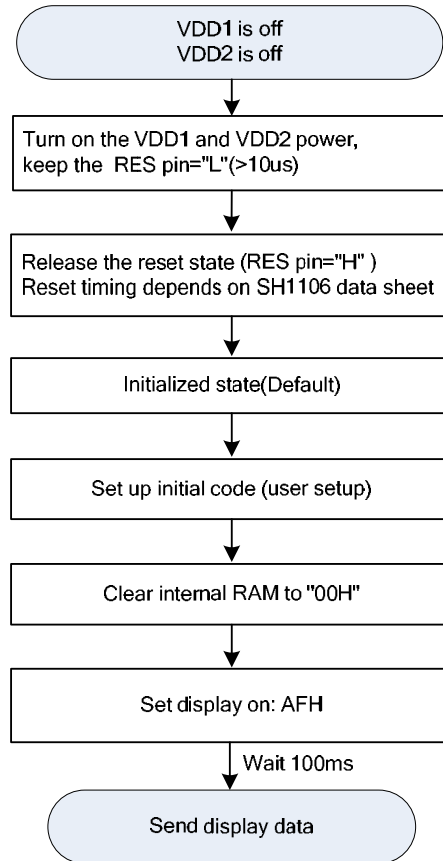 VDD1 is off
VDD2 is off
Turn on the VDD1 and VDD2 power,
keep the RES pin="L"(>10us)
Release the reset state (RES pin="H" )
Reset timing depends on SH1106 data sheet
Initialized state(Default)
Set up initial code (user setup)
Clear internal RAM to "00H"
Set display on: AFH
Wait 100ms
Send display data